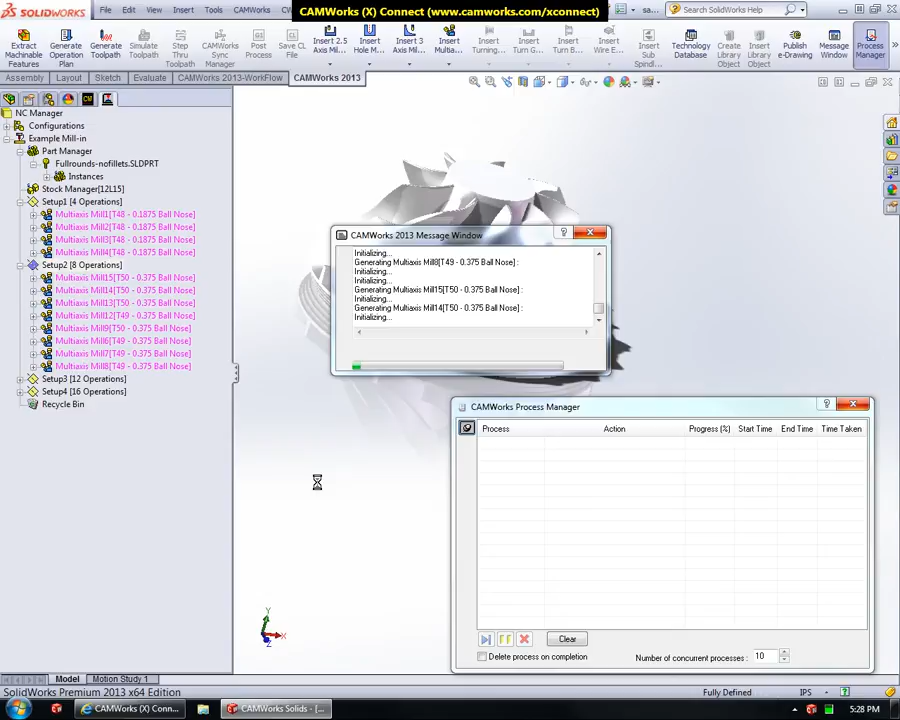 SOLIDWORKS File Edit View Insert Tools CAMWorks CAMWorks (X) Connect (www.camworks.com/xconnect) sa... Search SolidWorks Help
Extract Machinable Features
Generate Operation Plan
Generate Toolpath
Simulate Toolpath
Step Through Toolpath
CAMWorks Sync Manager
Post Process
Save CL File
Insert 2.5 Axis Mil...
Insert Hole M...
Insert 3 Axis Mil...
Insert Multia...
Insert Turning...
Insert Turn G...
Insert Turn B...
Insert Wire E...
Insert Sub Spindl...
Technology Database
Create Library Object
Insert Library Object
Publish e-Drawing
Message Window
Process Manager
Assembly Layout Sketch Evaluate CAMWorks 2013-WorkFlow CAMWorks 2013
NC Manager
Configurations
Example Mill-in
Part Manager
Fullrounds-nofillets.SLDPRT
Instances
Stock Manager[12L15]
Setup1 [4 Operations]
Multiaxis Mill1[T48 - 0.1875 Ball Nose]
Multiaxis Mill2[T48 - 0.1875 Ball Nose]
Multiaxis Mill3[T48 - 0.1875 Ball Nose]
Multiaxis Mill4[T48 - 0.1875 Ball Nose]
Setup2 [8 Operations]
Multiaxis Mill15[T50 - 0.375 Ball Nose]
Multiaxis Mill14[T50 - 0.375 Ball Nose]
Multiaxis Mill13[T50 - 0.375 Ball Nose]
Multiaxis Mill12[T49 - 0.375 Ball Nose]
Multiaxis Mill9[T50 - 0.375 Ball Nose]
Multiaxis Mill6[T49 - 0.375 Ball Nose]
Multiaxis Mill7[T49 - 0.375 Ball Nose]
Multiaxis Mill8[T49 - 0.375 Ball Nose]
Setup3 [12 Operations]
Setup4 [16 Operations]
Recycle Bin
CAMWorks 2013 Message Window
Initializing...
Generating Multiaxis Mill8[T49 - 0.375 Ball Nose] :
Initializing...
Initializing...
Generating Multiaxis Mill15[T50 - 0.375 Ball Nose] :
Initializing...
Generating Multiaxis Mill14[T50 - 0.375 Ball Nose] :
Initializing...
CAMWorks Process Manager
Process Action Progress (%) Start Time End Time Time Taken
Clear
Delete process on completion Number of concurrent processes : 10
Y
X
Z
Model Motion Study 1
SolidWorks Premium 2013 x64 Edition Fully Defined IPS
CAMWorks (X) Conn... CAMWorks Solids - [... 5:28 PM